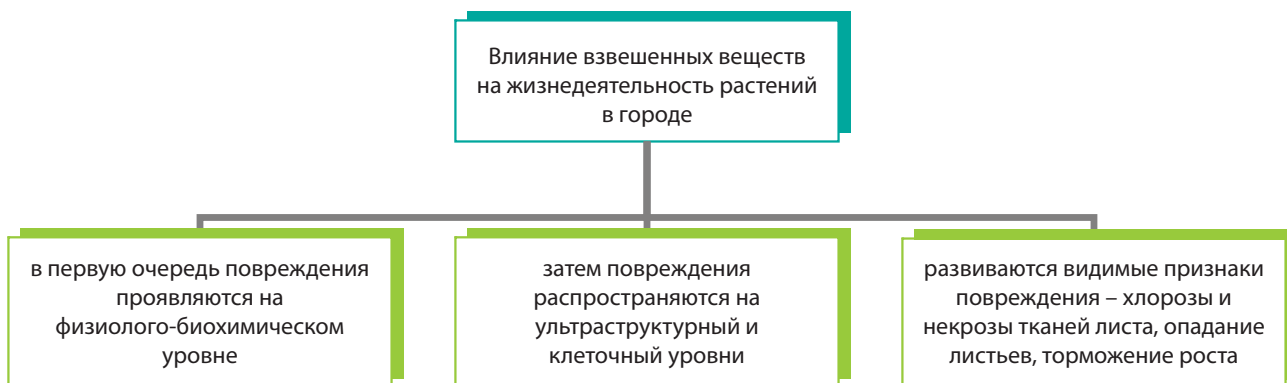 Влияние взвешенных веществ
на жизнедеятельность растений
в городе
в первую очередь повреждения
проявляются на
физиолого-биохимическом
уровне
затем повреждения
распространяются на
ультраструктурный и
клеточный уровни
развиваются видимые признаки
повреждения – хлорозы и
некрозы тканей листа, опадание
листьев, торможение роста